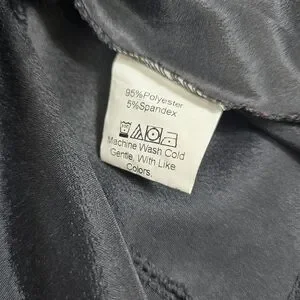 95%Polyester
5%Spandex
Machine Wash Cold
Gentle, With Like
Colors.